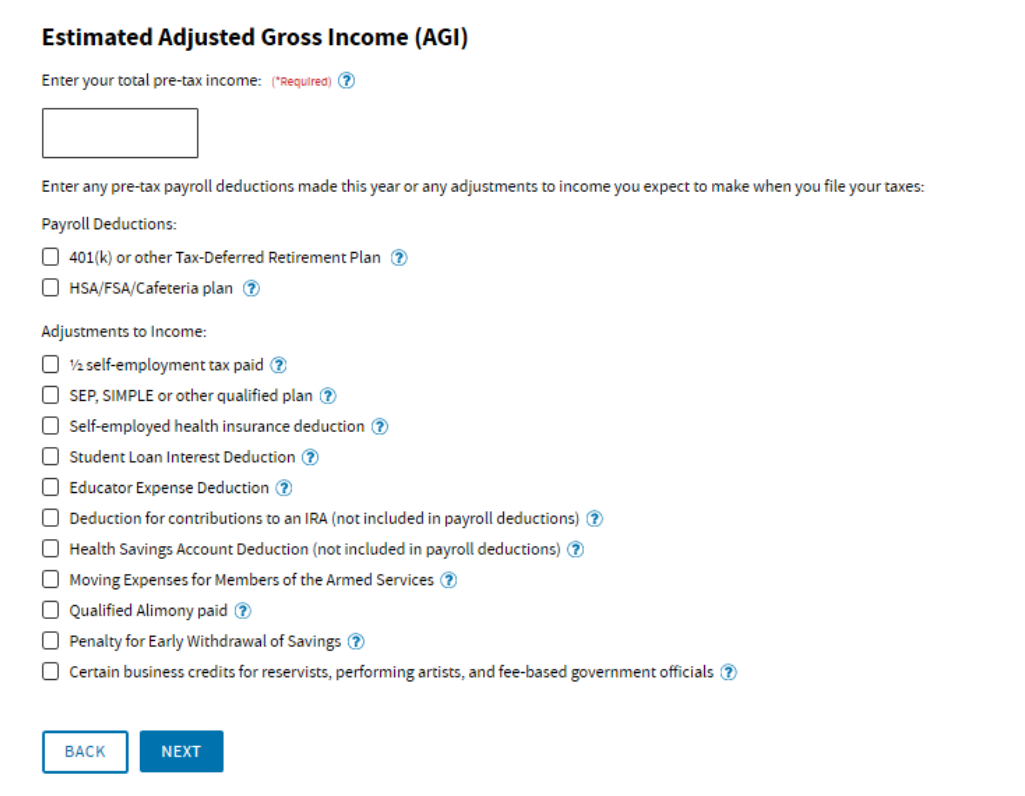 Estimated Adjusted Gross Income (AGI)
Enter your total pre-tax income: (*Required) ?
Enter any pre-tax payroll deductions made this year or any adjustments to income you expect to make when you file your taxes:
Payroll Deductions:
401(k) or other Tax-Deferred Retirement Plan ?
HSA/FSA/Cafeteria plan ?
Adjustments to Income:
½ self-employment tax paid ?
SEP, SIMPLE or other qualified plan ?
Self-employed health insurance deduction ?
Student Loan Interest Deduction ?
Educator Expense Deduction ?
Deduction for contributions to an IRA (not included in payroll deductions) ?
Health Savings Account Deduction (not included in payroll deductions) ?
Moving Expenses for Members of the Armed Services ?
Qualified Alimony paid ?
Penalty for Early Withdrawal of Savings ?
Certain business credits for reservists, performing artists, and fee-based government officials ?
BACK NEXT